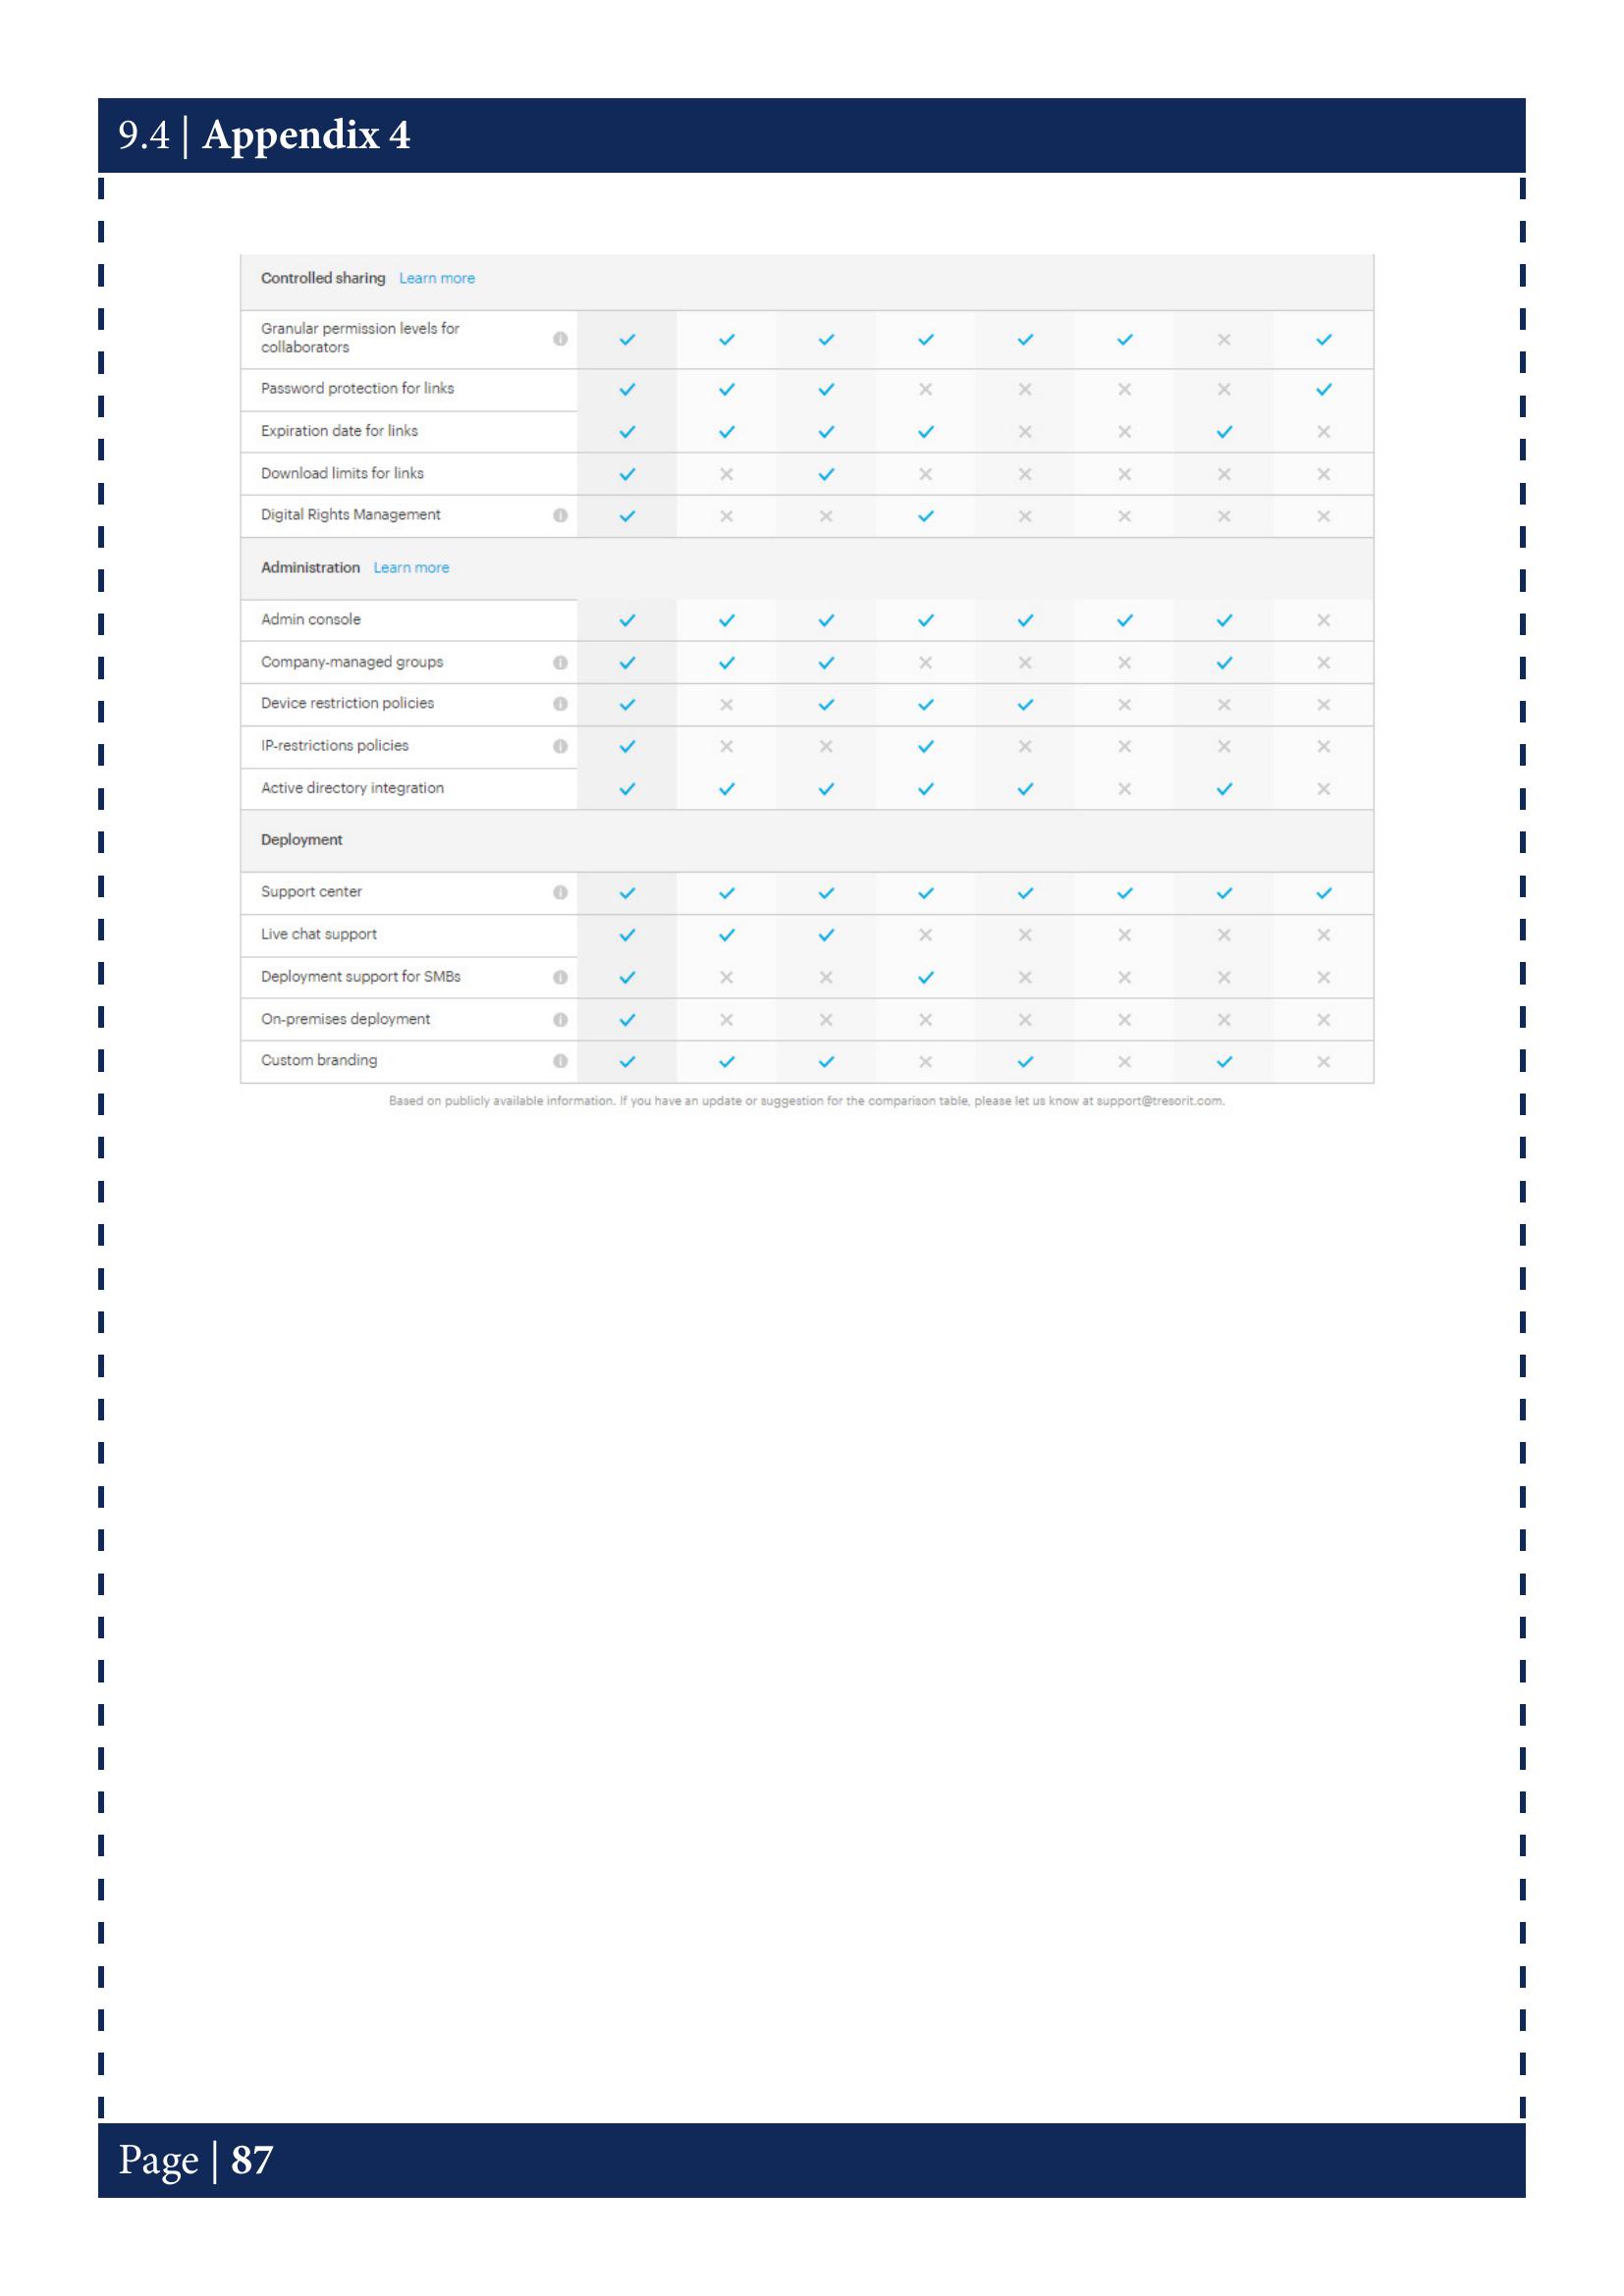 9.4 | Appendix 4
Controlled sharing Learn more
Granular permission levels for
collaborators
Password protection for links
Expiration date for links
Download limits for links
Digital Rights Management
Administration Learn more
Admin console
Company-managed groups
Device restriction policies
IP-restrictions policies
Active directory integration
Deployment
Support center
Live chat support
Deployment support for SMBs
On-premises deployment
Custom branding
Based on publicly available information. If you have an update or suggestion for the comparison table, please let us know at support@tresorit.com.
Page | 87